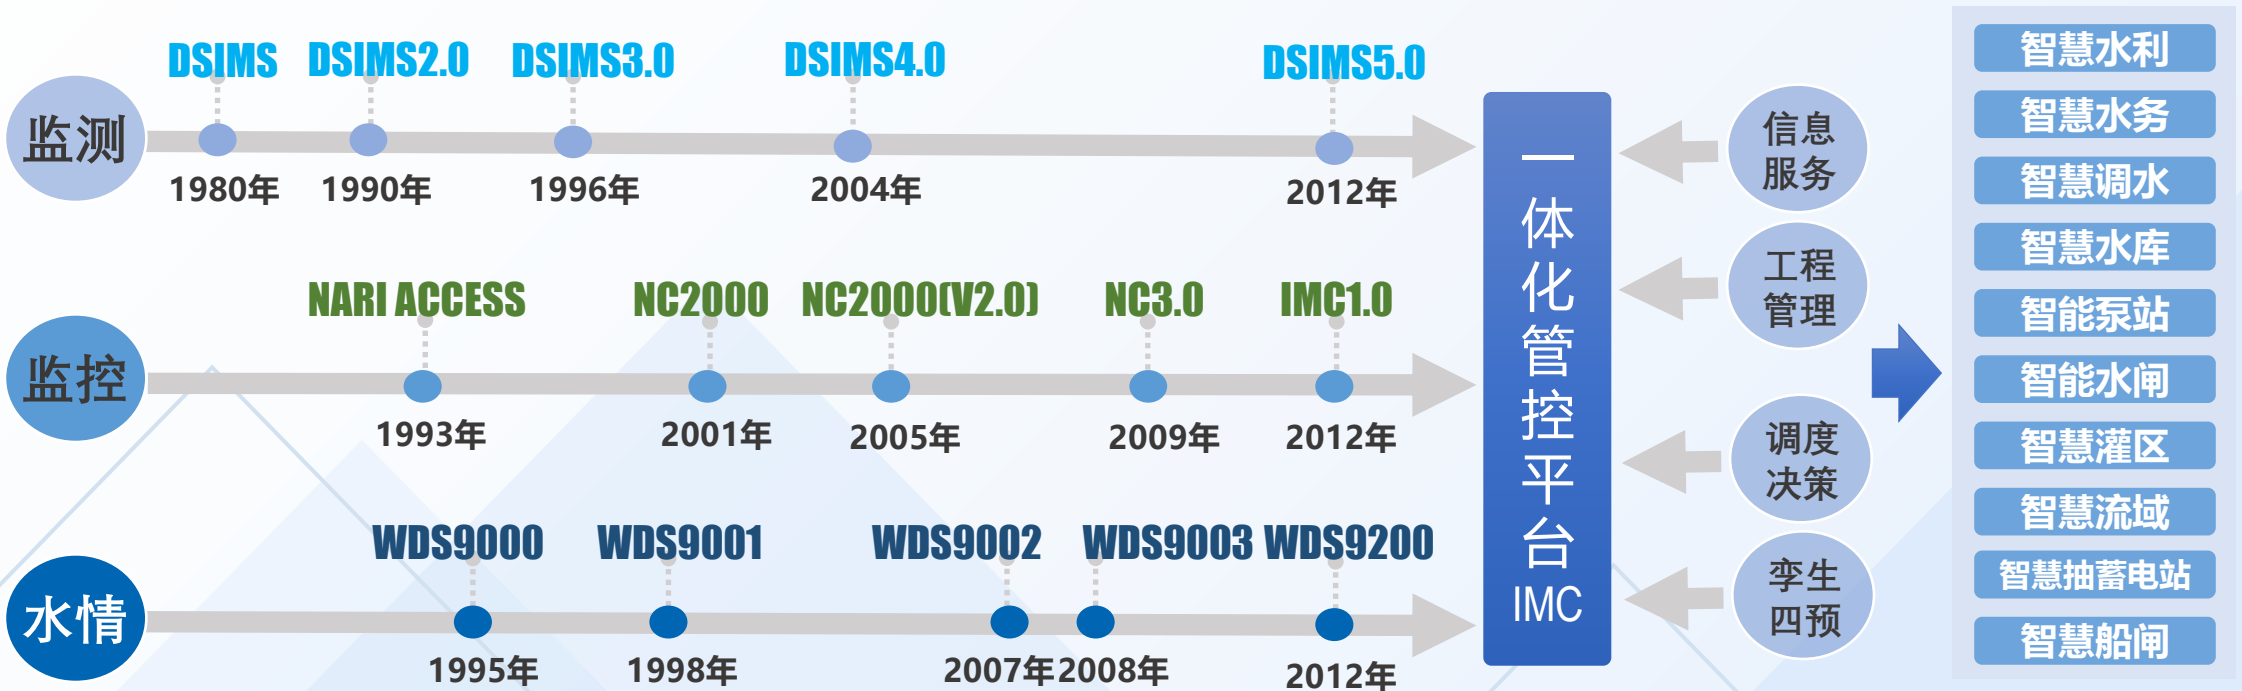 监测
DSIMS
DSIMS2.0
DSIMS3.0
DSIMS4.0
DSIMS5.0
1980年
1990年
1996年
2004年
2012年
监控
NARI ACCESS
NC2000
NC2000(V2.0)
NC3.0
IMC1.0
1993年
2001年
2005年
2009年
2012年
水情
WDS9000
WDS9001
WDS9002
WDS9003
WDS9200
1995年
1998年
2007年
2008年
2012年
一体化管控平台
IMC
信息
服务
工程
管理
调度
决策
孪生
四预
智慧水利
智慧水务
智慧调水
智慧水库
智能泵站
智能水闸
智慧灌区
智慧流域
智慧抽蓄电站
智慧船闸